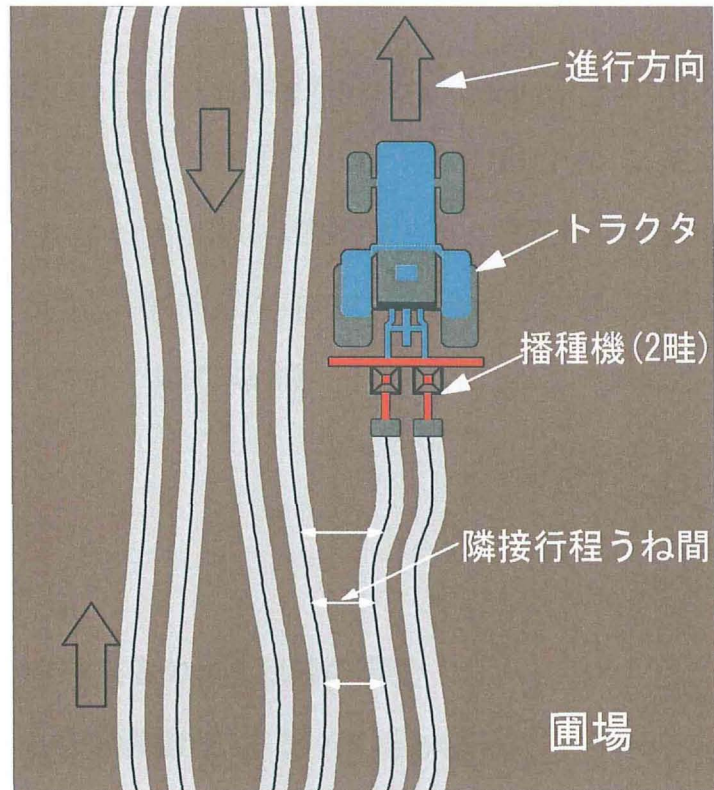 進行方向
トラクタ
播種機(2畦)
隣接行程うね間
圃場